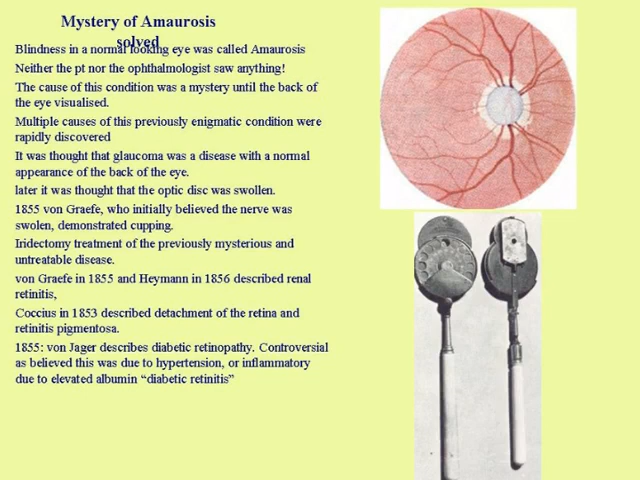 Mystery of Amaurosis
solved
Blindness in a normal looking eye was called Amaurosis
Neither the pt nor the ophthalmologist saw anything!
The cause of this condition was a mystery until the back of
the eye visualised.
Multiple causes of this previously enigmatic condition were
rapidly discovered
It was thought that glaucoma was a disease with a normal
appearance of the back of the eye.
later it was thought that the optic disc was swollen.
1855 von Graefe, who initially believed the nerve was
swolen, demonstrated cupping.
Iridectomy treatment of the previously mysterious and
untreatable disease.
von Graefe in 1855 and Heymann in 1856 described renal
retinitis,
Coccius in 1853 described detachment of the retina and
retinitis pigmentosa.
1855: von Jager describes diabetic retinopathy. Controversial
as believed this was due to hypertension, or inflammatory
due to elevated albumin “diabetic retinitis”